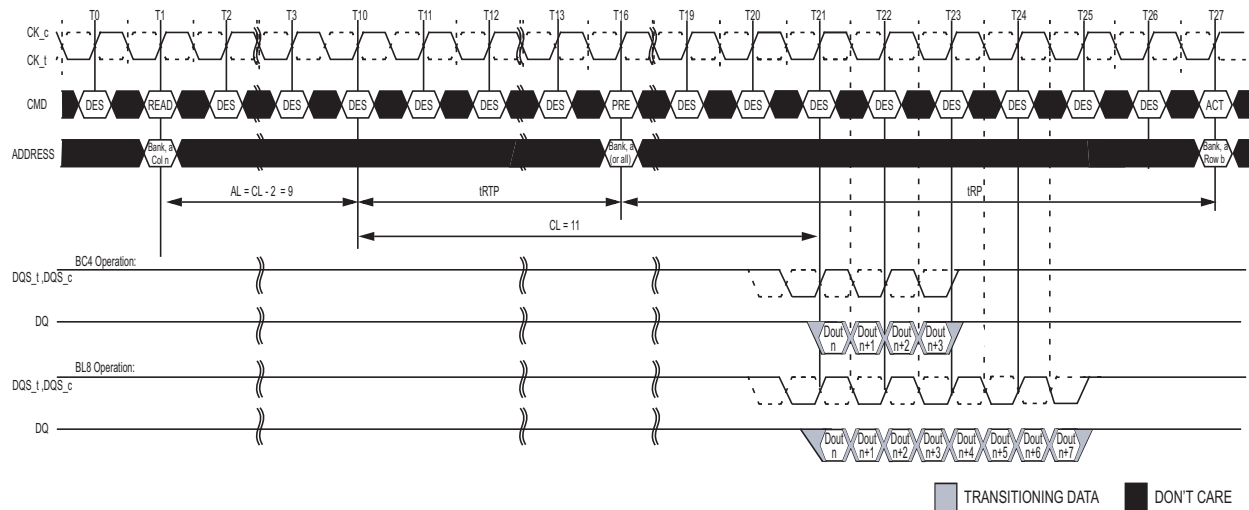 T0 T1 T2 T3 T10 T11 T12 T13 T16 T19 T20 T21 T22 T23 T24 T25 T26 T27
CK_c
CK_t
CMD DES READ DES DES DES DES DES DES PRE DES DES DES DES DES DES DES DES ACT
ADDRESS Bank, a Bank, a Bank, a
Col n (or all) Row b
AL = CL - 2 = 9 tRTP tRP
CL = 11
BC4 Operation:
DQS_t ,DQS_c
DQ Dout Dout Dout Dout
n n+1 n+2 n+3
BL8 Operation:
DQS_t,DQS_c
DQ Dout Dout Dout Dout Dout Dout Dout Dout
n n+1 n+2 n+3 n+4 n+5 n+6 n+7
TRANSITIONING DATA DON'T CARE